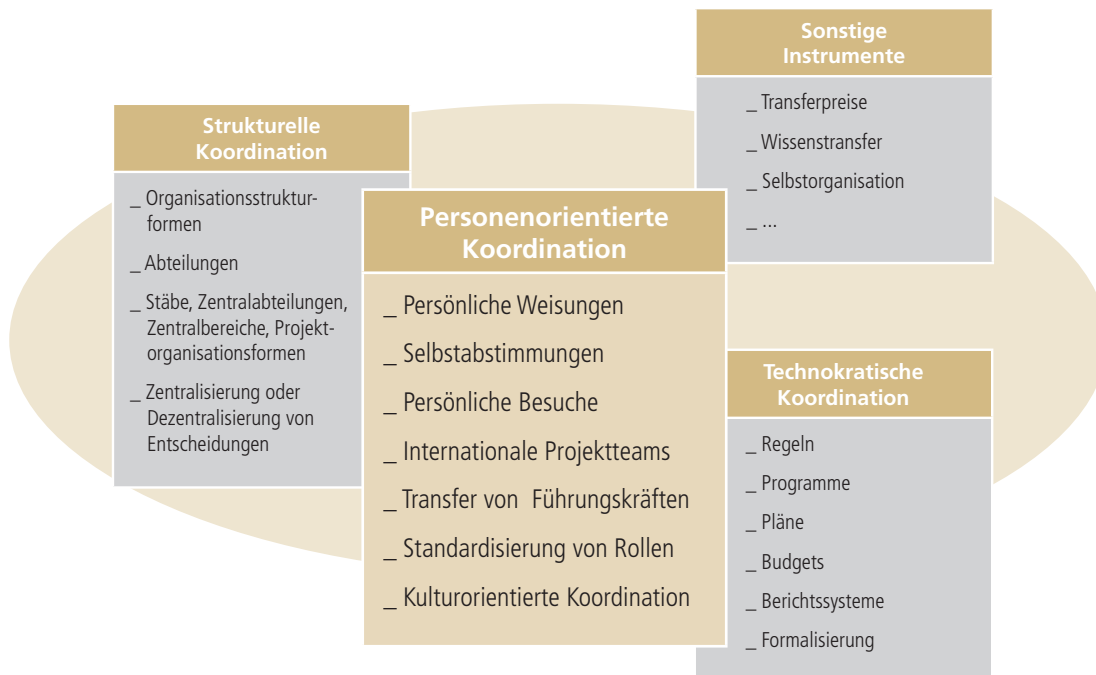 Strukturelle
Koordination
_ Organisationsstruktur-
formen
_ Abteilungen
_ Stäbe, Zentralabteilungen,
Zentralbereiche, Projekt-
organisationsformen
_ Zentralisierung oder
Dezentralisierung von
Entscheidungen
Personenorientierte
Koordination
_ Persönliche Weisungen
_ Selbstabstimmungen
_ Persönliche Besuche
_ Internationale Projektteams
_ Transfer von Führungskräften
_ Standardisierung von Rollen
_ Kulturorientierte Koordination
Sonstige
Instrumente
_ Transferpreise
_ Wissenstransfer
_ Selbstorganisation
_ ...
Technokratische
Koordination
_ Regeln
_ Programme
_ Pläne
_ Budgets
_ Berichtssysteme
_ Formalisierung